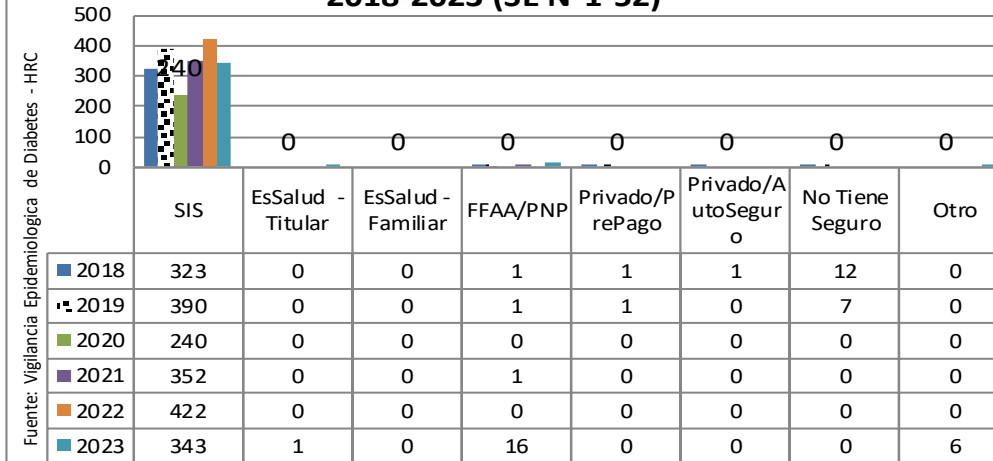 2018-2023 (SE N°1-52)
Fuente: Vigilancia Epidemiologica de Diabetes - HRC
500
400
300
200
100
0
240
0 0 0 0 0 0 0
SIS
EsSalud - Titular
EsSalud - Familiar
FFAA/PNP
Privado/PrePago
Privado/AutoSeguro
No Tiene Seguro
Otro
2018 323 0 0 1 1 1 12 0
2019 390 0 0 1 1 0 7 0
2020 240 0 0 0 0 0 0 0
2021 352 0 0 1 0 0 0 0
2022 422 0 0 0 0 0 0 0
2023 343 1 0 16 0 0 0 6